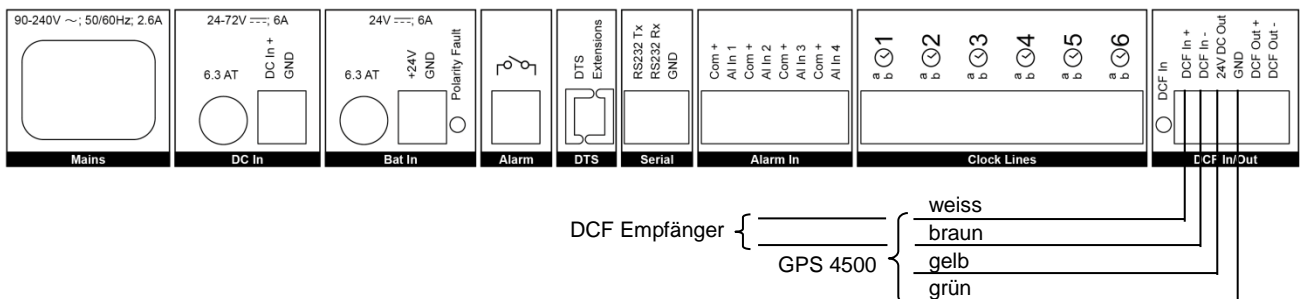 90-240V ~; 50/60Hz; 2.6A
Mains
24-72V ⎓; 6A
6.3 AT
DC In +
GND
DC In
24V ⎓; 6A
6.3 AT
+24V
GND
Polarity Fault
Bat In
Alarm
DTS
Extensions
DTS
RS232 Tx
RS232 Rx
GND
Serial
Com +
Al In 1
Com +
Al In 2
Com +
Al In 3
Com +
Al In 4
Alarm In
a b 1
a b 2
a b 3
a b 4
a b 5
a b 6
Clock Lines
DCF In
DCF In +
DCF In -
24V DC Out
GND
DCF Out +
DCF Out -
DCF In/Out
DCF Empfänger
GPS 4500
weiss
braun
gelb
grün